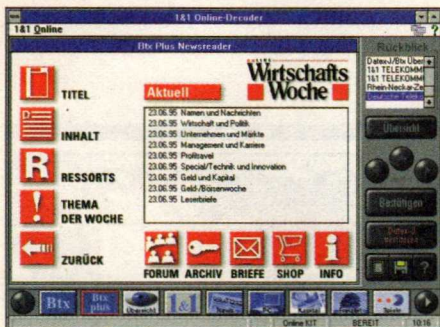 1&1 Online-Decoder
1&1 Online
?
Btx Plus Newsreader
Rückblick
Datex-J/Btx Über
1&1 TELEKOMM
1&1 TELEKOMM
Rhein-Neckar-Ze
Deutsche Telek
TITEL
INHALT
R
RESSORTS
!
THEMA
DER WOCHE
ZURÜCK
Aktuell
Wirtschafts
Woche
23.06.95 Namen und Nachrichten
23.06.95 Wirtschaft und Politik
23.06.95 Unternehmen und Märkte
23.06.95 Management und Karriere
23.06.95 Profitravel
23.06.95 Special/Technik und Innovation
23.06.95 Geld und Kapital
23.06.95 Geld-/Börsenwoche
23.06.95 Leserbriefe
FORUM ARCHIV BRIEFE SHOP INFO
Übersicht
Btx
Btx plus
Übersicht
1&1
Spiele
BEREIT 10:16